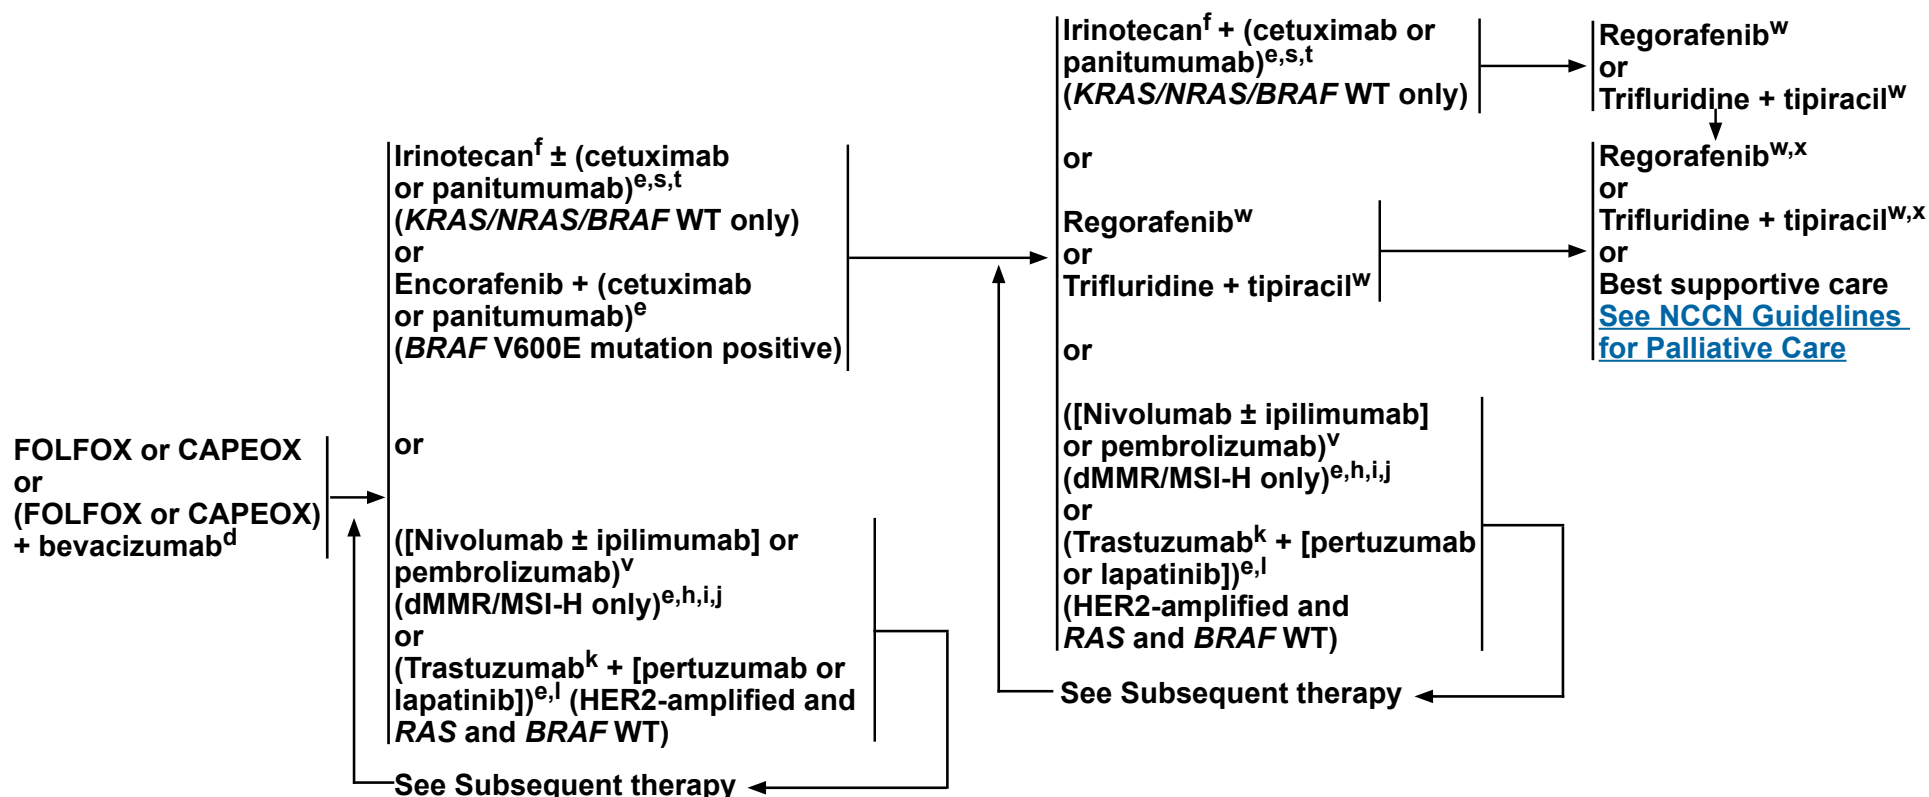 FOLFOX or CAPEOX
or
(FOLFOX or CAPEOX)
+ bevacizumabᵈ
Irinotecanᶠ ± (cetuximab
or panitumumab)ᵉ,ˢ,ᵗ
(KRAS/NRAS/BRAF WT only)
or
Encorafenib + (cetuximab
or panitumumab)ᵉ
(BRAF V600E mutation positive)
or
([Nivolumab ± ipilimumab] or
pembrolizumab)ᵛ
(dMMR/MSI-H only)ᵉ,ʰ,ⁱ,ʲ
or
(Trastuzumabᵏ + [pertuzumab or
lapatinib])ᵉ,ˡ (HER2-amplified and
RAS and BRAF WT)
See Subsequent therapy
Irinotecanᶠ + (cetuximab or
panitumumab)ᵉ,ˢ,ᵗ
(KRAS/NRAS/BRAF WT only)
or
Regorafenibʷ
or
Trifluridine + tipiracilʷ
or
([Nivolumab ± ipilimumab]
or pembrolizumab)ᵛ
(dMMR/MSI-H only)ᵉ,ʰ,ⁱ,ʲ
or
(Trastuzumabᵏ + [pertuzumab
or lapatinib])ᵉ,ˡ
(HER2-amplified and
RAS and BRAF WT)
See Subsequent therapy
Regorafenibʷ
or
Trifluridine + tipiracilʷ
Regorafenibʷ,ˣ
or
Trifluridine + tipiracilʷ,ˣ
or
Best supportive care
See NCCN Guidelines
for Palliative Care